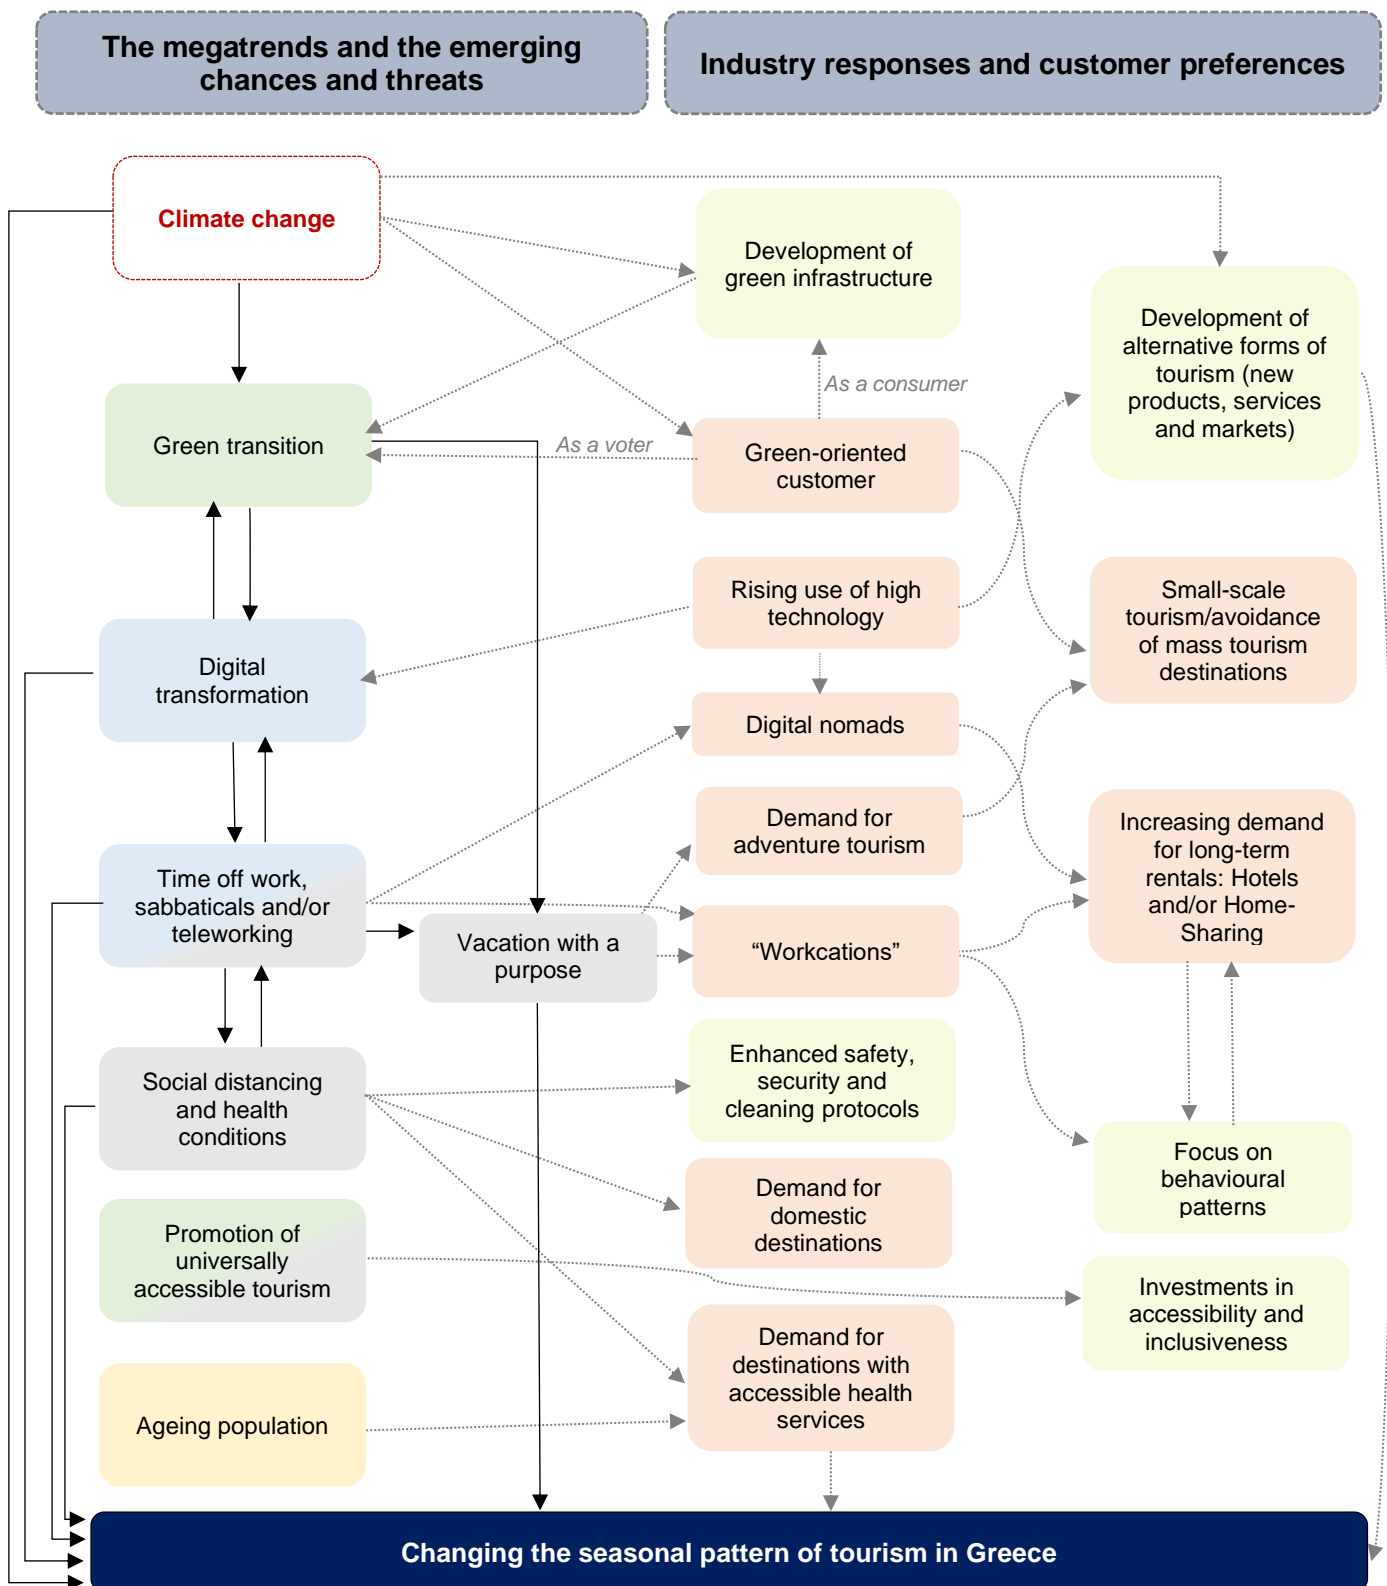 The megatrends and the emerging
chances and threats
Industry responses and customer preferences
Climate change
Development of
green infrastructure
Development of
alternative forms of
tourism (new
products, services
and markets)
As a consumer
Green transition
As a voter
Green-oriented
customer
Rising use of high
technology
Small-scale
tourism/avoidance
of mass tourism
destinations
Digital
transformation
Digital nomads
Demand for
adventure tourism
Increasing demand
for long-term
rentals: Hotels
and/or Home-
Sharing
Time off work,
sabbaticals and/or
teleworking
Vacation with a
purpose
“Workcations”
Enhanced safety,
security and
cleaning protocols
Social distancing
and health
conditions
Focus on
behavioural
patterns
Demand for
domestic
destinations
Promotion of
universally
accessible tourism
Investments in
accessibility and
inclusiveness
Demand for
destinations with
accessible health
services
Ageing population
Changing the seasonal pattern of tourism in Greece